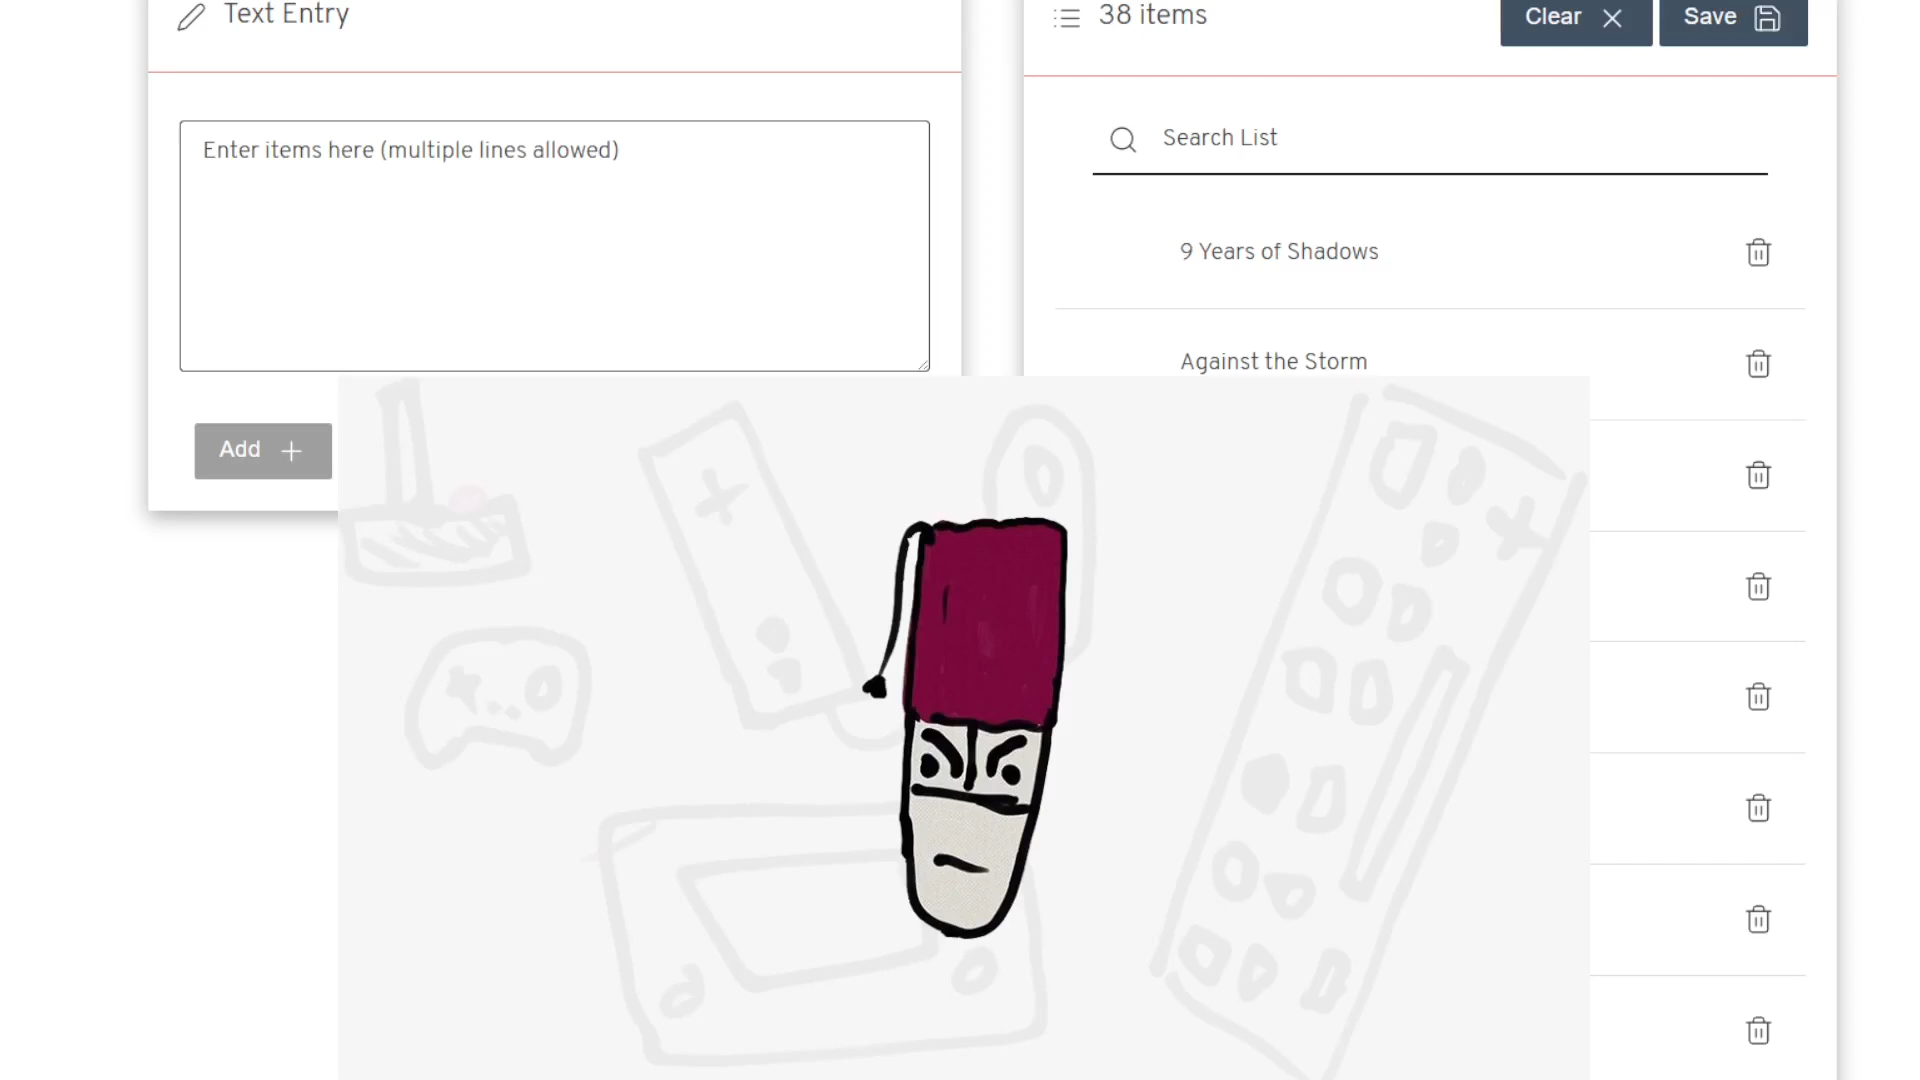 Text Entry
Enter items here (multiple lines allowed)
Add
38 items
Clear
Save
Search List
9 Years of Shadows
Against the Storm